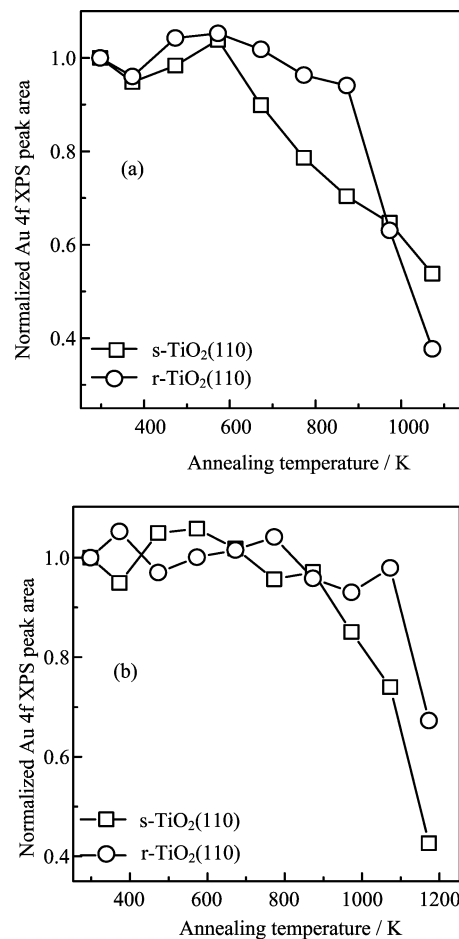 1.0
0.8
0.6
0.4
Normalized Au 4f XPS peak area
(a)
s-TiO₂(110)
r-TiO₂(110)
400 600 800 1000
Annealing temperature / K
1.0
0.8
0.6
0.4
Normalized Au 4f XPS peak area
(b)
s-TiO₂(110)
r-TiO₂(110)
400 600 800 1000 1200
Annealing temperature / K